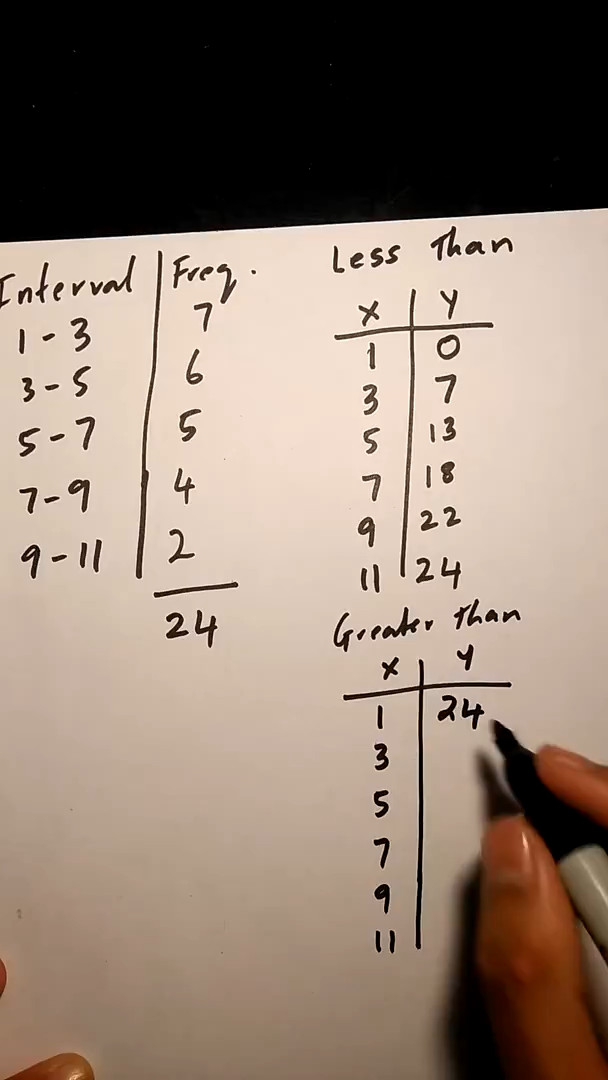 Interval Freq.
1 - 3 7
3 - 5 6
5 - 7 5
7 - 9 4
9 - 11 2
24
Less Than
X Y
1 0
3 7
5 13
7 18
9 22
11 24
Greater than
X Y
1 24
3
5
7
9
11